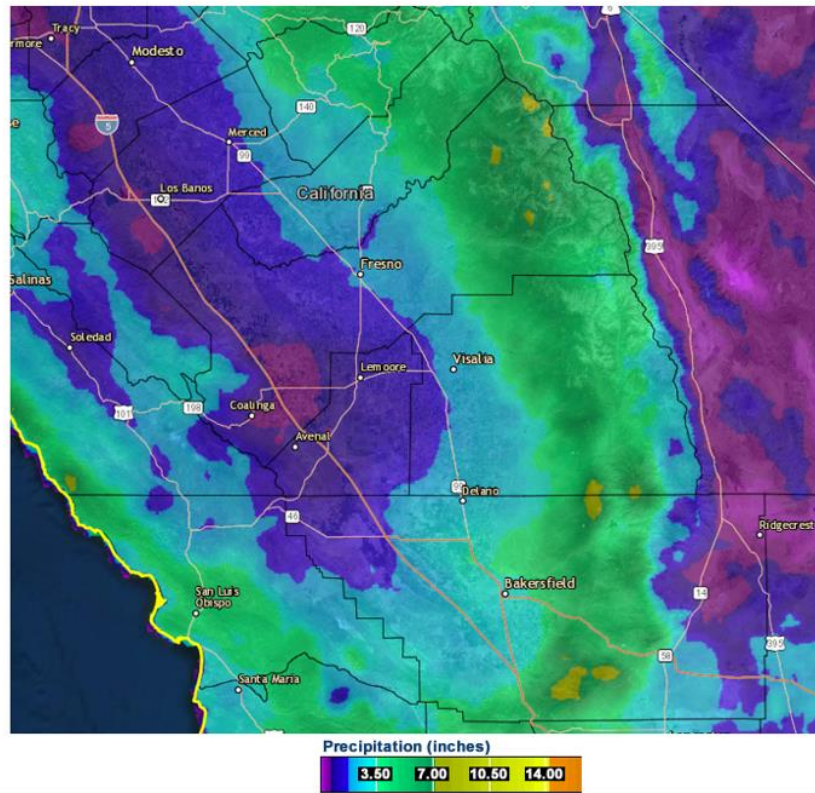 6
Tracy
ermore
Modesto
120
140
5
Merced
99
Los Banos
California
395
Fresno
Salinas
Soledad
Visalia
Lemoore
198
101
Coalinga
Avenal
99
Delano
46
Ridgecrest
Bakersfield
14
San Luis
Obispo
395
58
Santa Maria
Precipitation (inches)
3.50 7.00 10.50 14.00